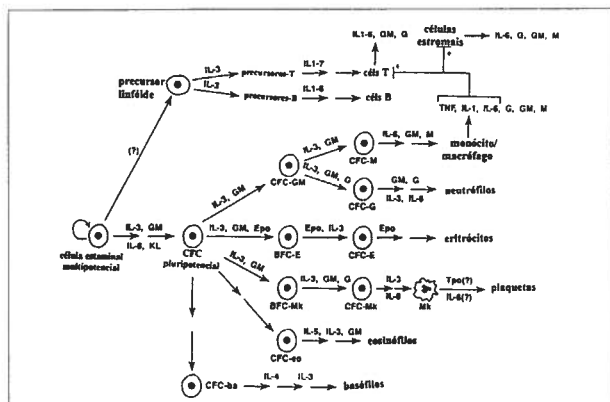 IL1-6, GM, G
células
estromais
IL-6, G, GM, M
precursor
linfóide
IL-3
precursores-T
IL1-7
céls T
IL-2
precursores-B
IL1-6
céls B
TNF, IL-1, IL-6, G, GM, M
(?)
IL-3, GM
CFC-GM
IL-3, GM
CFC-M
IL-6, GM, M
monócito/
macrófago
IL-3, GM, G
CFC-G
GM, G
IL-3, IL-6
neutrófilos
célula estaminal
multipotencial
IL-3, GM
IL-6, KL
CFC
pluripotencial
IL-3, GM, Epo
BFC-E
Epo, IL-3
CFC-E
Epo
eritrócitos
IL-3, GM
BFC-Mk
IL-3, GM, G
CFC-Mk
IL-3
IL-6
Mk
Tpo(?)
IL-6(?)
plaquetas
CFC-eo
IL-5, IL-3, GM
eosinófilos
CFC-ba
IL-4
IL-3
basófilos